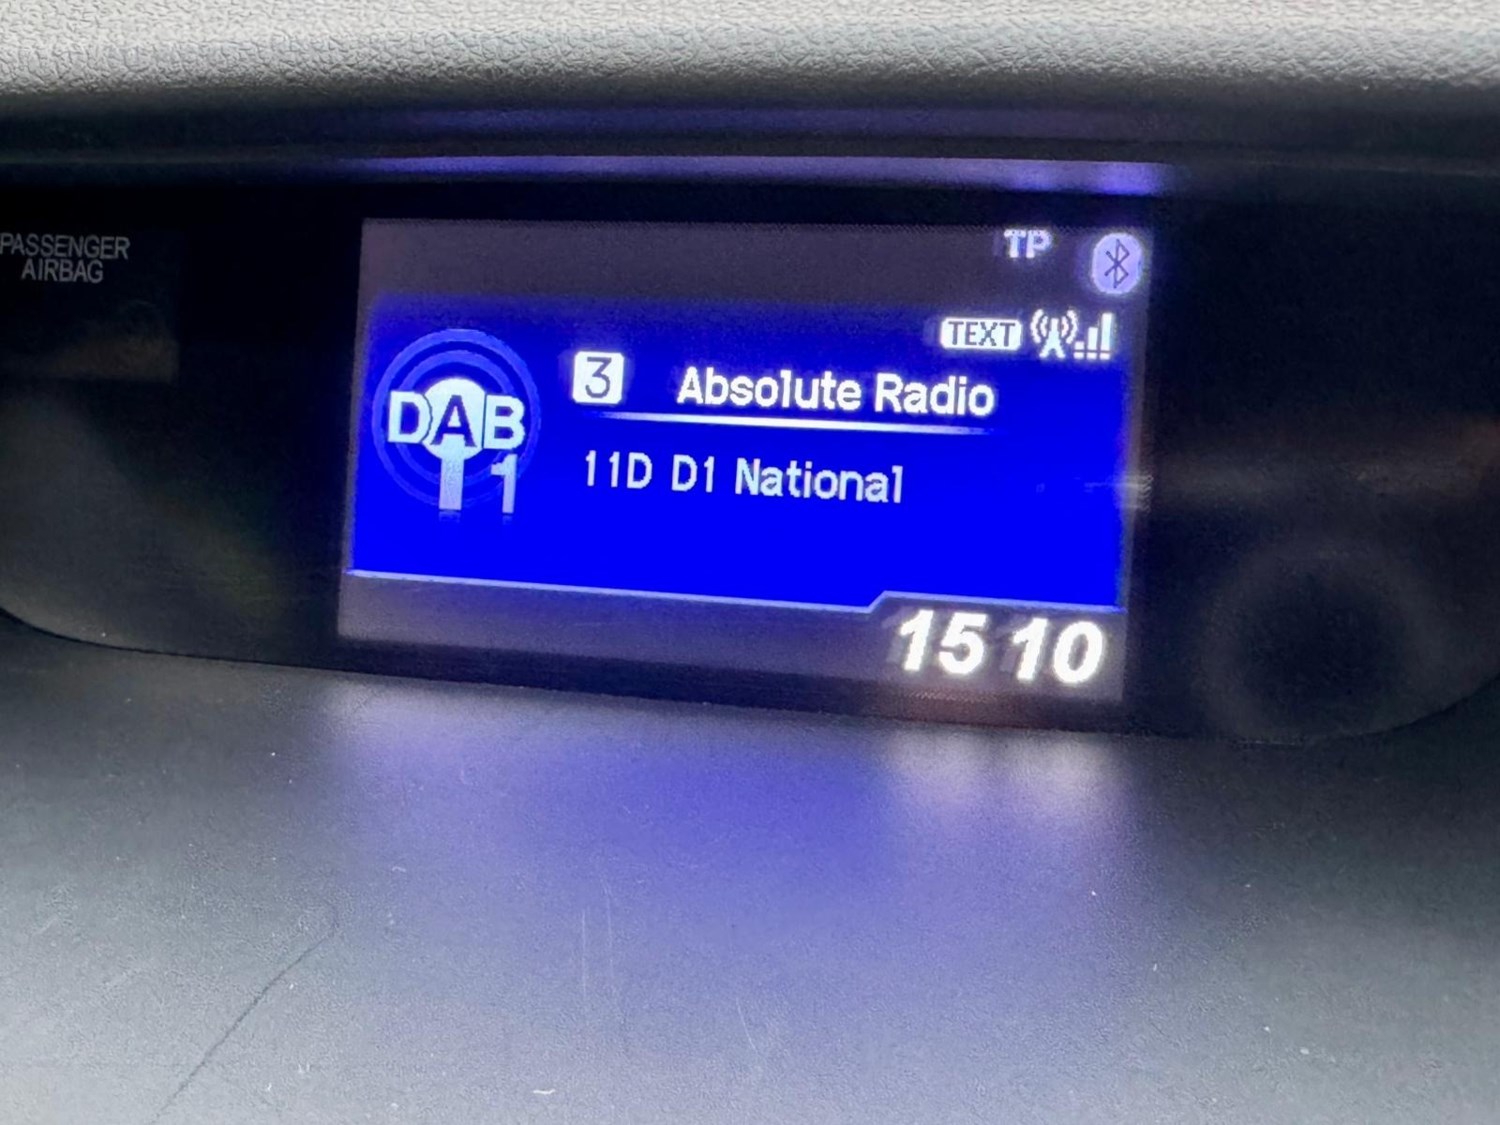 PASSENGER
AIRBAG
TP
TEXT
DAB
1
3 Absolute Radio
11D D1 National
15 10